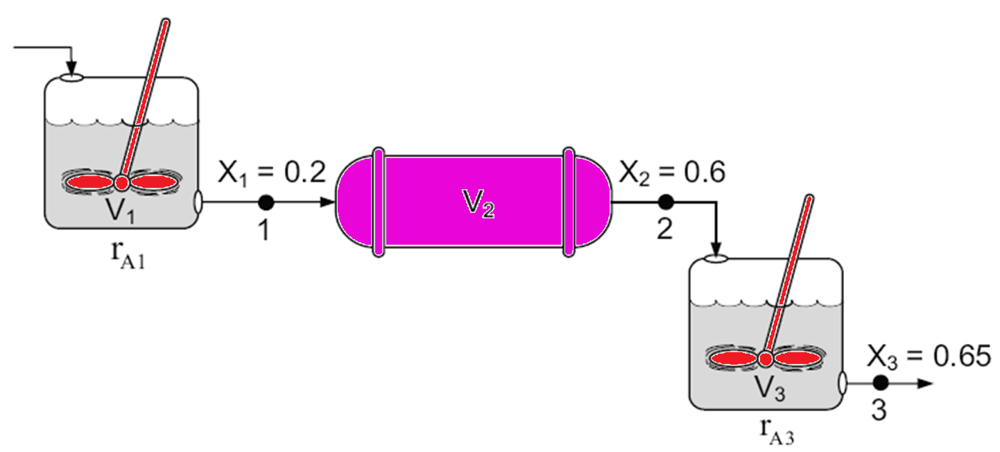 V₁
r_A1
X₁ = 0.2
1
V₂
X₂ = 0.6
2
V₃
r_A3
X₃ = 0.65
3